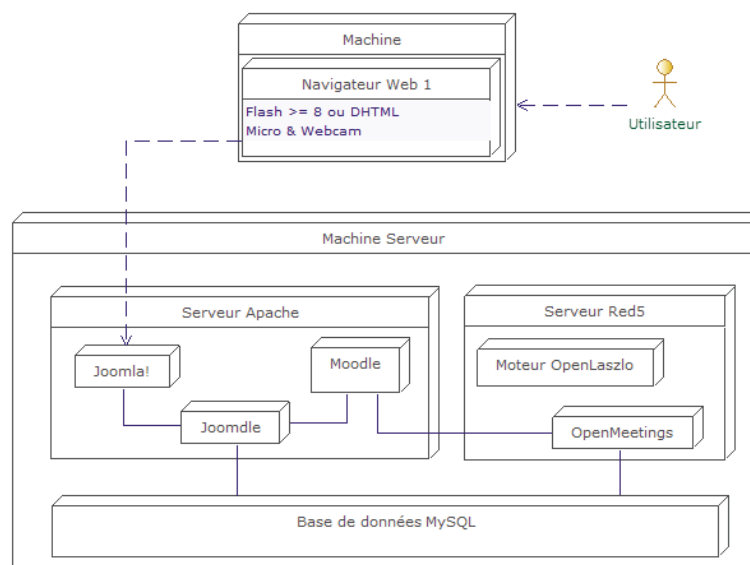 Machine
Navigateur Web 1
Flash >= 8 ou DHTML
Micro & Webcam
Utilisateur
Machine Serveur
Serveur Apache
Serveur Red5
Joomla!
Moodle
Moteur OpenLaszlo
Joomdle
OpenMeetings
Base de données MySQL